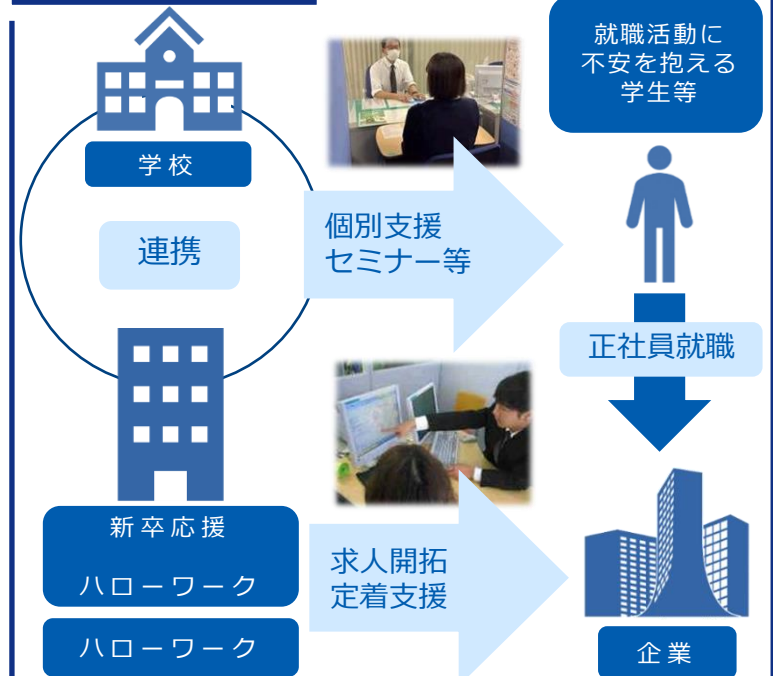 就職活動に
不安を抱える
学生等
学校
連携
個別支援
セミナー等
正社員就職
新卒応援
ハローワーク
ハローワーク
求人開拓
定着支援
企業